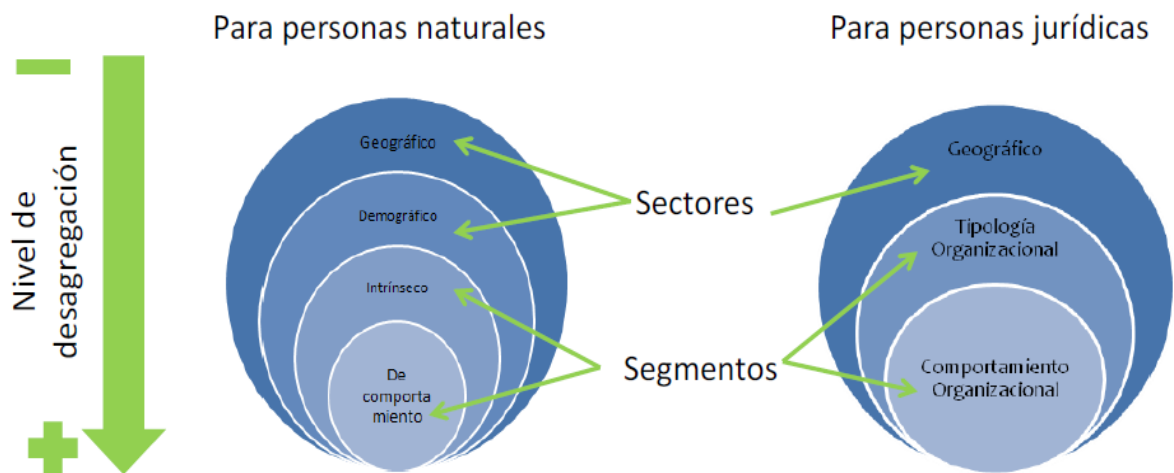 Para personas naturales
Para personas jurídicas
Nivel de
desagregación
Geográfico
Demográfico
Intrínseco
De
comporta
miento
Sectores
Segmentos
Geográfico
Tipología
Organizacional
Comportamiento
Organizacional